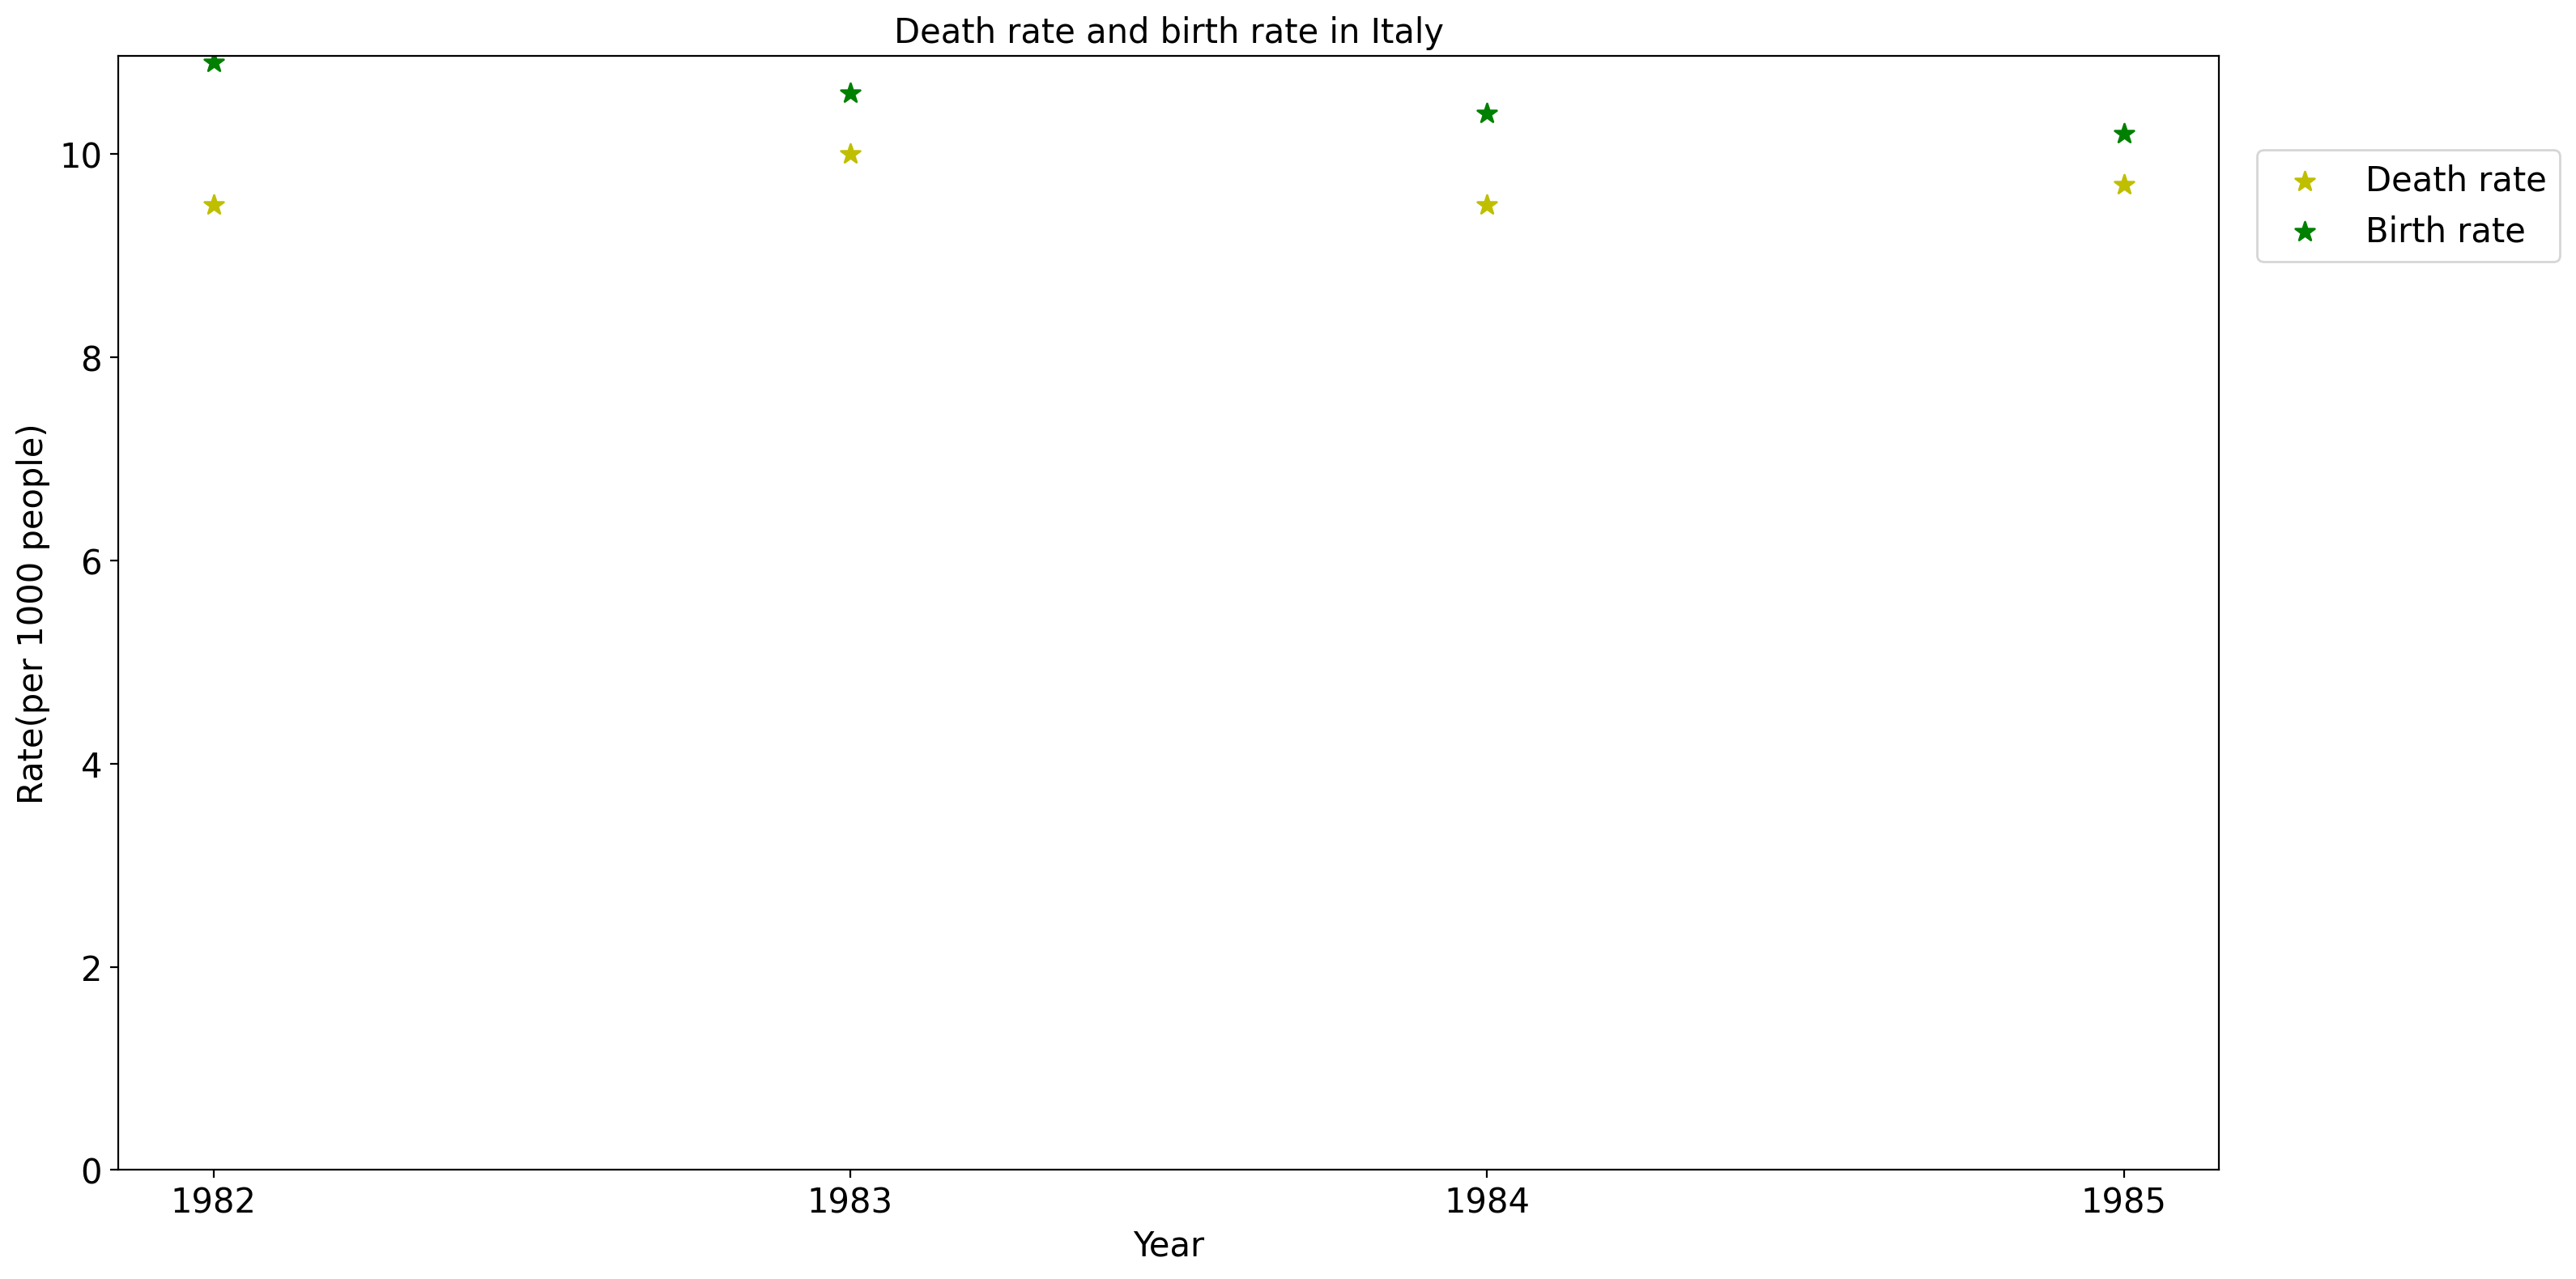 Death rate and birth rate in Italy
10
8
6
4
2
0
Rate(per 1000 people)
1982 1983 1984 1985
Year
Death rate
Birth rate